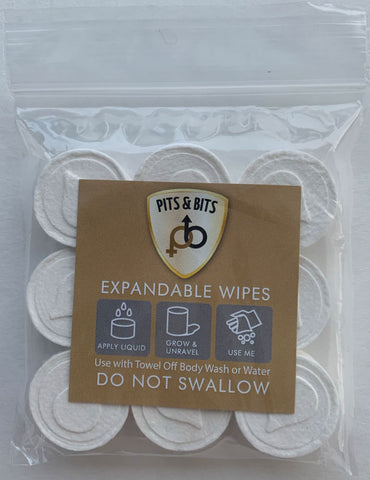 PITS & BITS
EXPANDABLE WIPES
APPLY LIQUID
GROW & UNRAVEL
USE ME
Use with Towel Off Body Wash or Water
DO NOT SWALLOW